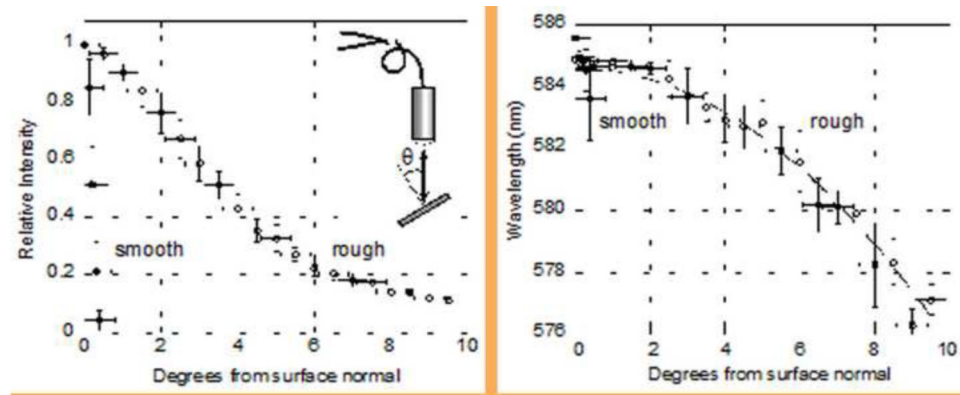 Relative Intensity
1
0.8
0.6
0.4
0.2
0
0 2 4 6 8 10
Degrees from surface normal
smooth
rough
θ
Wavelength (nm)
586
584
582
580
578
576
0 2 4 6 8 10
Degrees from surface normal
smooth
rough